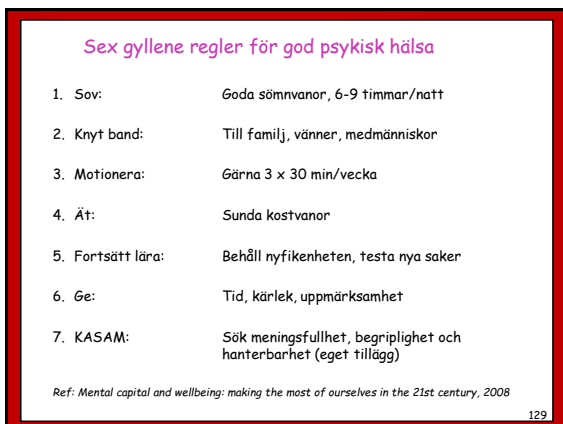 Sex gyllene regler för god psykisk hälsa
1. Sov: Goda sömnvanor, 6-9 timmar/natt
2. Knyt band: Till familj, vänner, medmänniskor
3. Motionera: Gärna 3 x 30 min/vecka
4. Ät: Sunda kostvanor
5. Fortsätt lära: Behåll nyfikenheten, testa nya saker
6. Ge: Tid, kärlek, uppmärksamhet
7. KASAM: Sök meningsfullhet, begriplighet och
hanterbarhet (eget tillägg)
Ref: Mental capital and wellbeing: making the most of ourselves in the 21st century, 2008
129